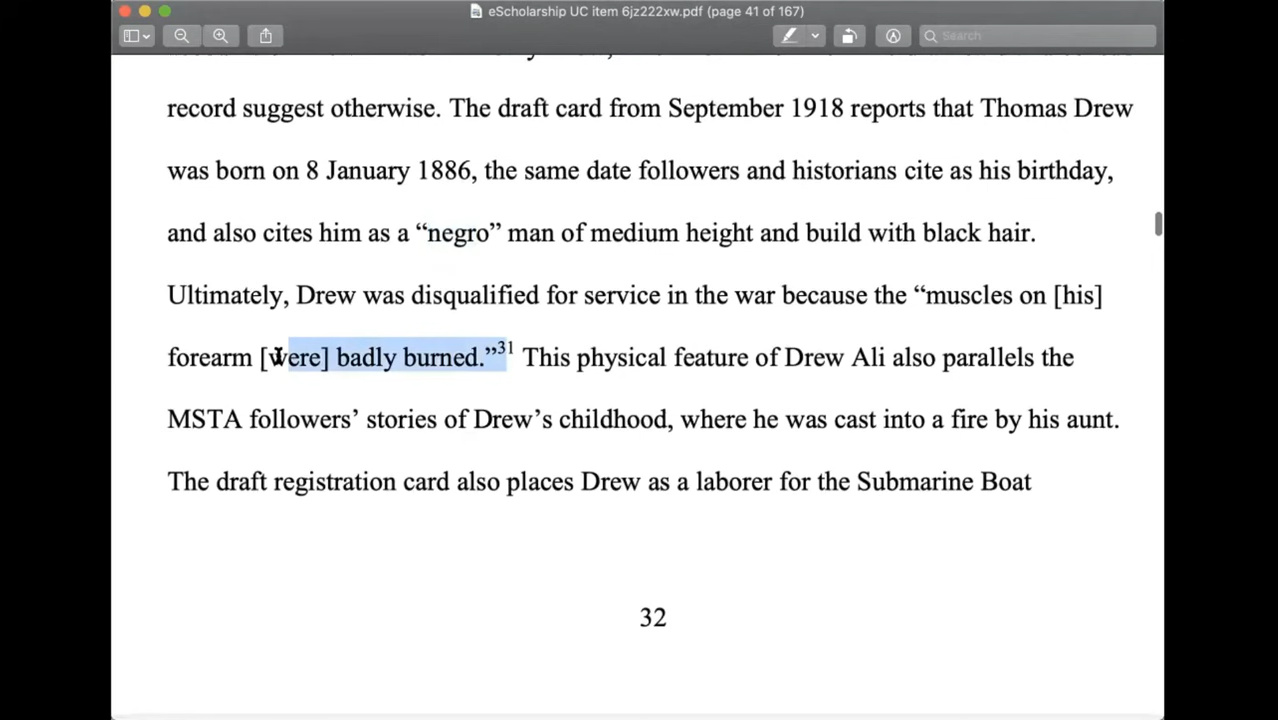 eScholarship UC item 6jz222xw.pdf (page 41 of 167)
Search
record suggest otherwise. The draft card from September 1918 reports that Thomas Drew
was born on 8 January 1886, the same date followers and historians cite as his birthday,
and also cites him as a “negro” man of medium height and build with black hair.
Ultimately, Drew was disqualified for service in the war because the “muscles on [his]
forearm [were] badly burned.”31 This physical feature of Drew Ali also parallels the
MSTA followers’ stories of Drew’s childhood, where he was cast into a fire by his aunt.
The draft registration card also places Drew as a laborer for the Submarine Boat
32